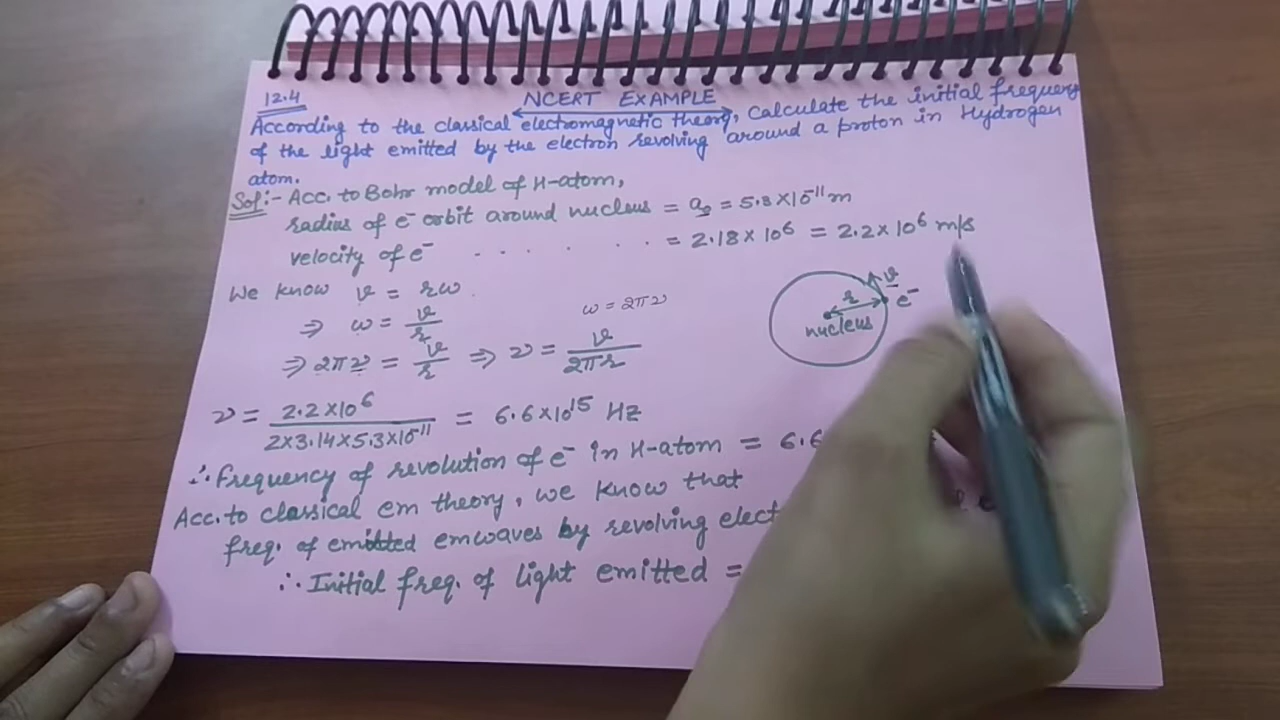 12.4 NCERT EXAMPLE
According to the classical electromagnetic theory, calculate the initial frequency
of the light emitted by the electron revolving around a proton in Hydrogen
atom.
Sol:- Acc. to Bohr model of H-atom,
radius of e⁻ orbit around nucleus = a₀ = 5.3×10⁻¹¹m
velocity of e⁻ . . . . . . . = 2.18×10⁶ = 2.2×10⁶ m/s
We know v = rω
⇒ ω = v/r
ω = 2πν
⇒ 2πν = v/r ⇒ ν = v/2πr
r
v
e⁻
nucleus
ν = 2.2×10⁶ / 2×3.14×5.3×10⁻¹¹ = 6.6×10¹⁵ Hz
∴ Frequency of revolution of e⁻ in H-atom = 6.6
Acc. to classical em theory, we know that
freq. of emitted emwaves by revolving
∴ Initial freq. of light emitted =